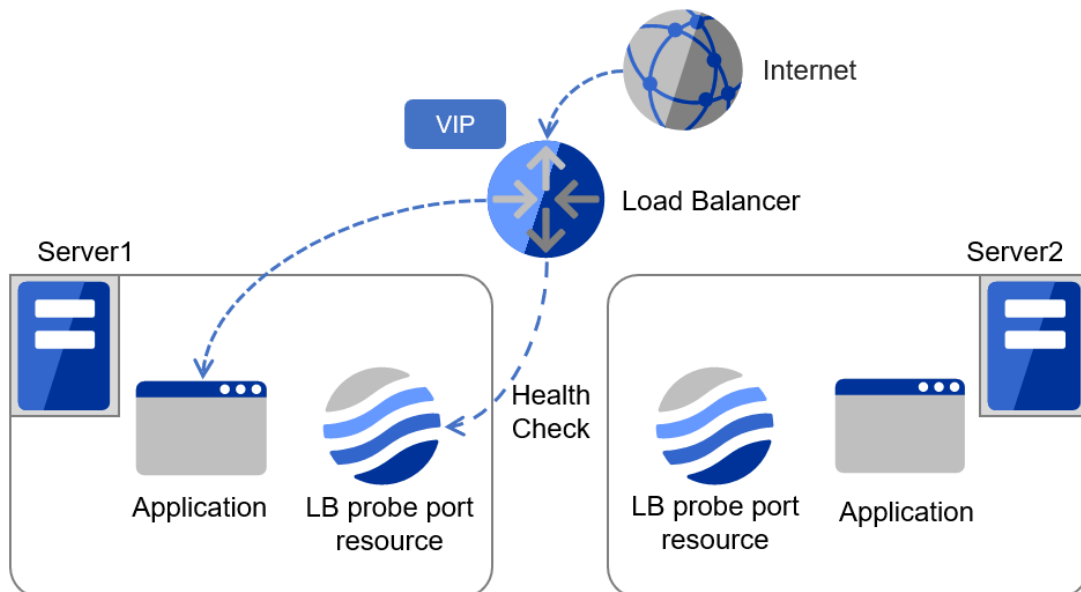 Internet
VIP
Load Balancer
Server1
Server2
Health
Check
Application
LB probe port
resource
LB probe port
resource
Application